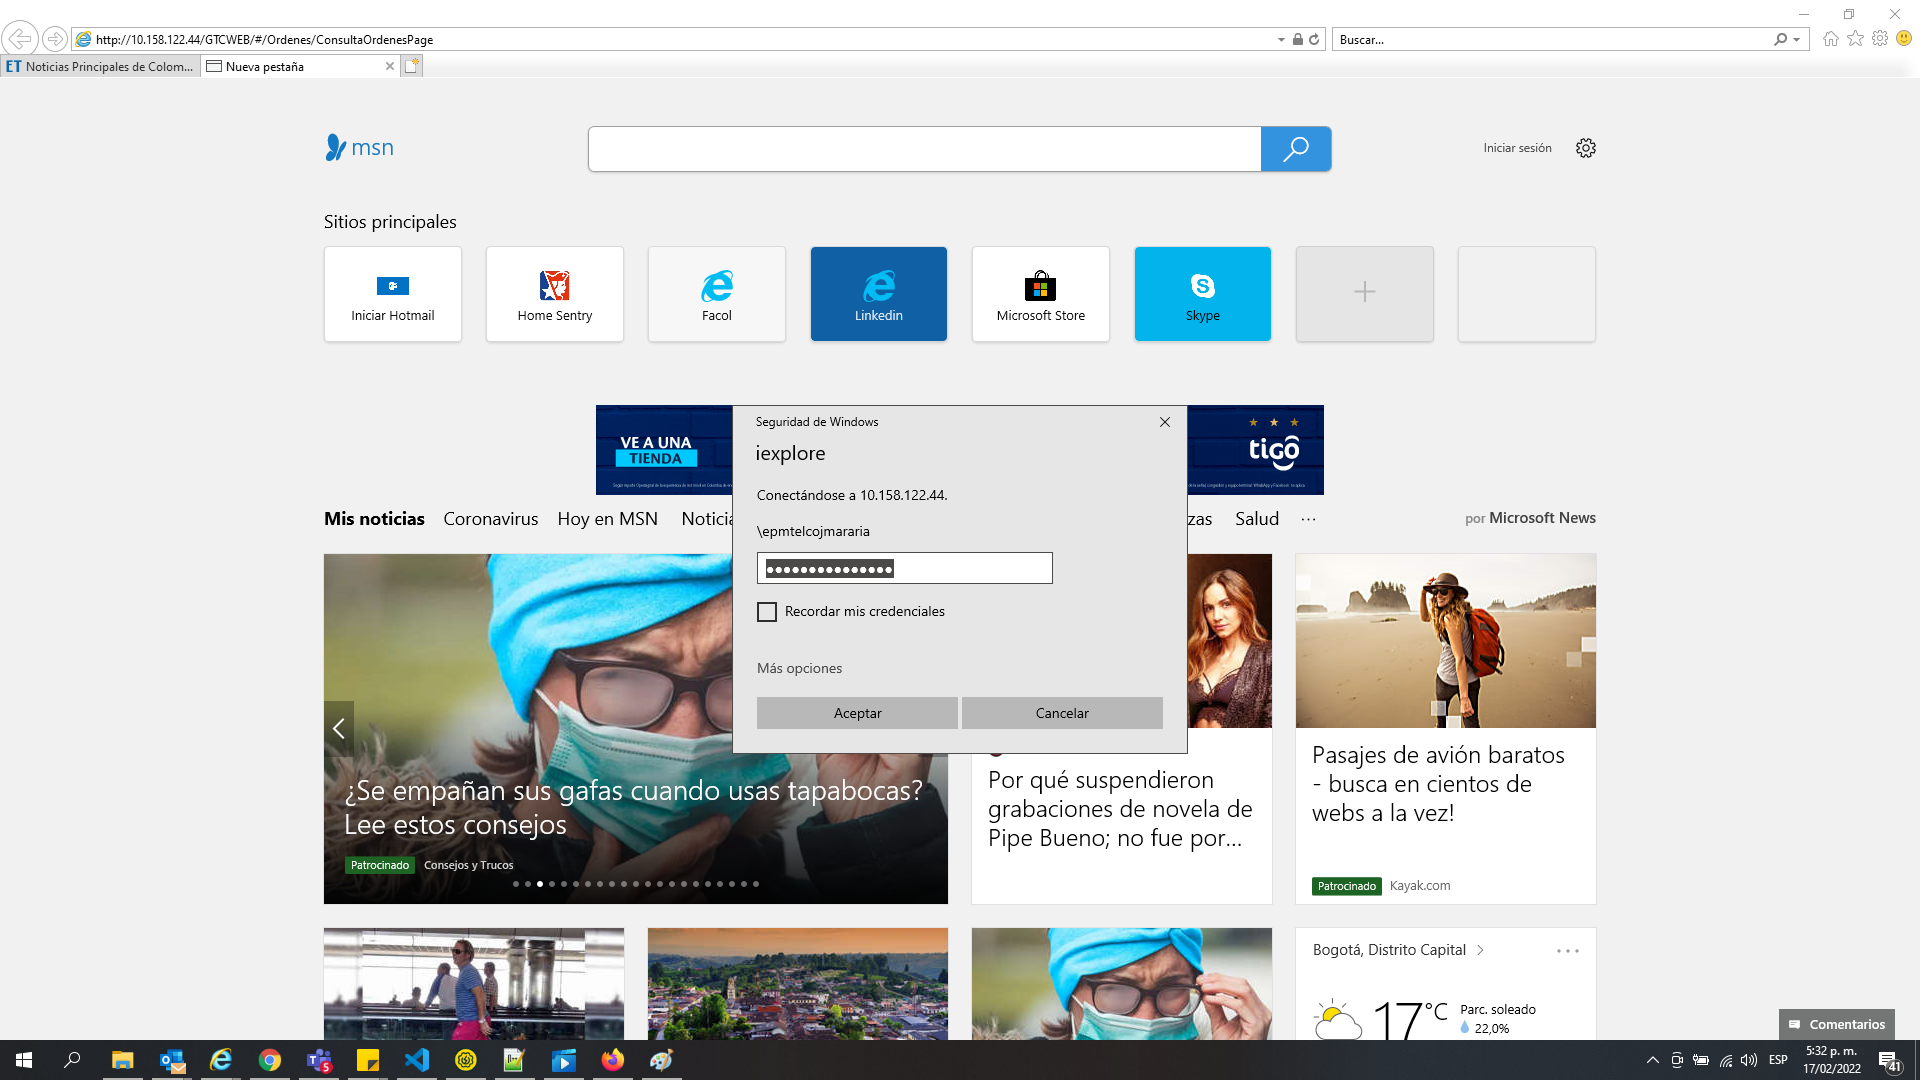 http://10.158.122.44/GTCWEB/#/Ordenes/ConsultaOrdenesPage
Buscar...
ET Noticias Principales de Colom...
Nueva pestaña
msn
Iniciar sesión
Sitios principales
Iniciar Hotmail
Home Sentry
Facol
Linkedin
Microsoft Store
Skype
VE A UNA
TIENDA
tigo
Seguridad de Windows
iexplore
Conectándose a 10.158.122.44.
\epmtelcojmararia
Recordar mis credenciales
Más opciones
Aceptar
Cancelar
Mis noticias
Coronavirus
Hoy en MSN
Noticia
zas
Salud
...
por Microsoft News
¿Se empañan sus gafas cuando usas tapabocas?
Lee estos consejos
Patrocinado
Consejos y Trucos
Por qué suspendieron
grabaciones de novela de
Pipe Bueno; no fue por...
Pasajes de avión baratos
- busca en cientos de
webs a la vez!
Patrocinado
Kayak.com
Bogotá, Distrito Capital
17°C
Parc. soleado
22,0%
Comentarios
5
ESP
5:32 p. m.
17/02/2022
41